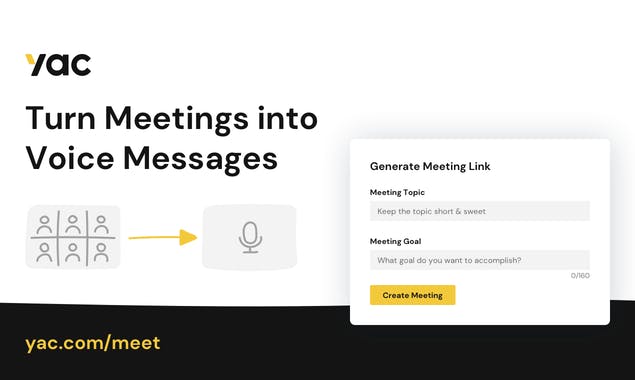 yac
Turn Meetings into
Voice Messages
Generate Meeting Link
Meeting Topic
Keep the topic short & sweet
Meeting Goal
What goal do you want to accomplish?
0/160
Create Meeting
yac.com/meet